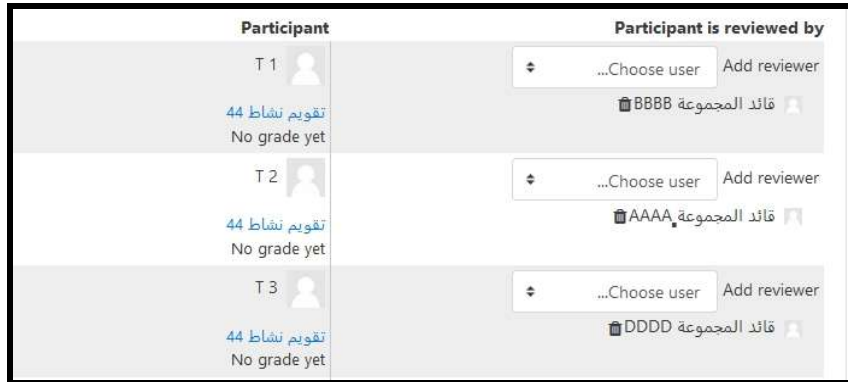 Participant is reviewed by
Participant
Add reviewer
Choose user...
قائد المجموعة BBBB
T 1
تقويم نشاط 44
No grade yet
Add reviewer
Choose user...
قائد المجموعة AAAA
T 2
تقويم نشاط 44
No grade yet
Add reviewer
Choose user...
قائد المجموعة DDDD
T 3
تقويم نشاط 44
No grade yet